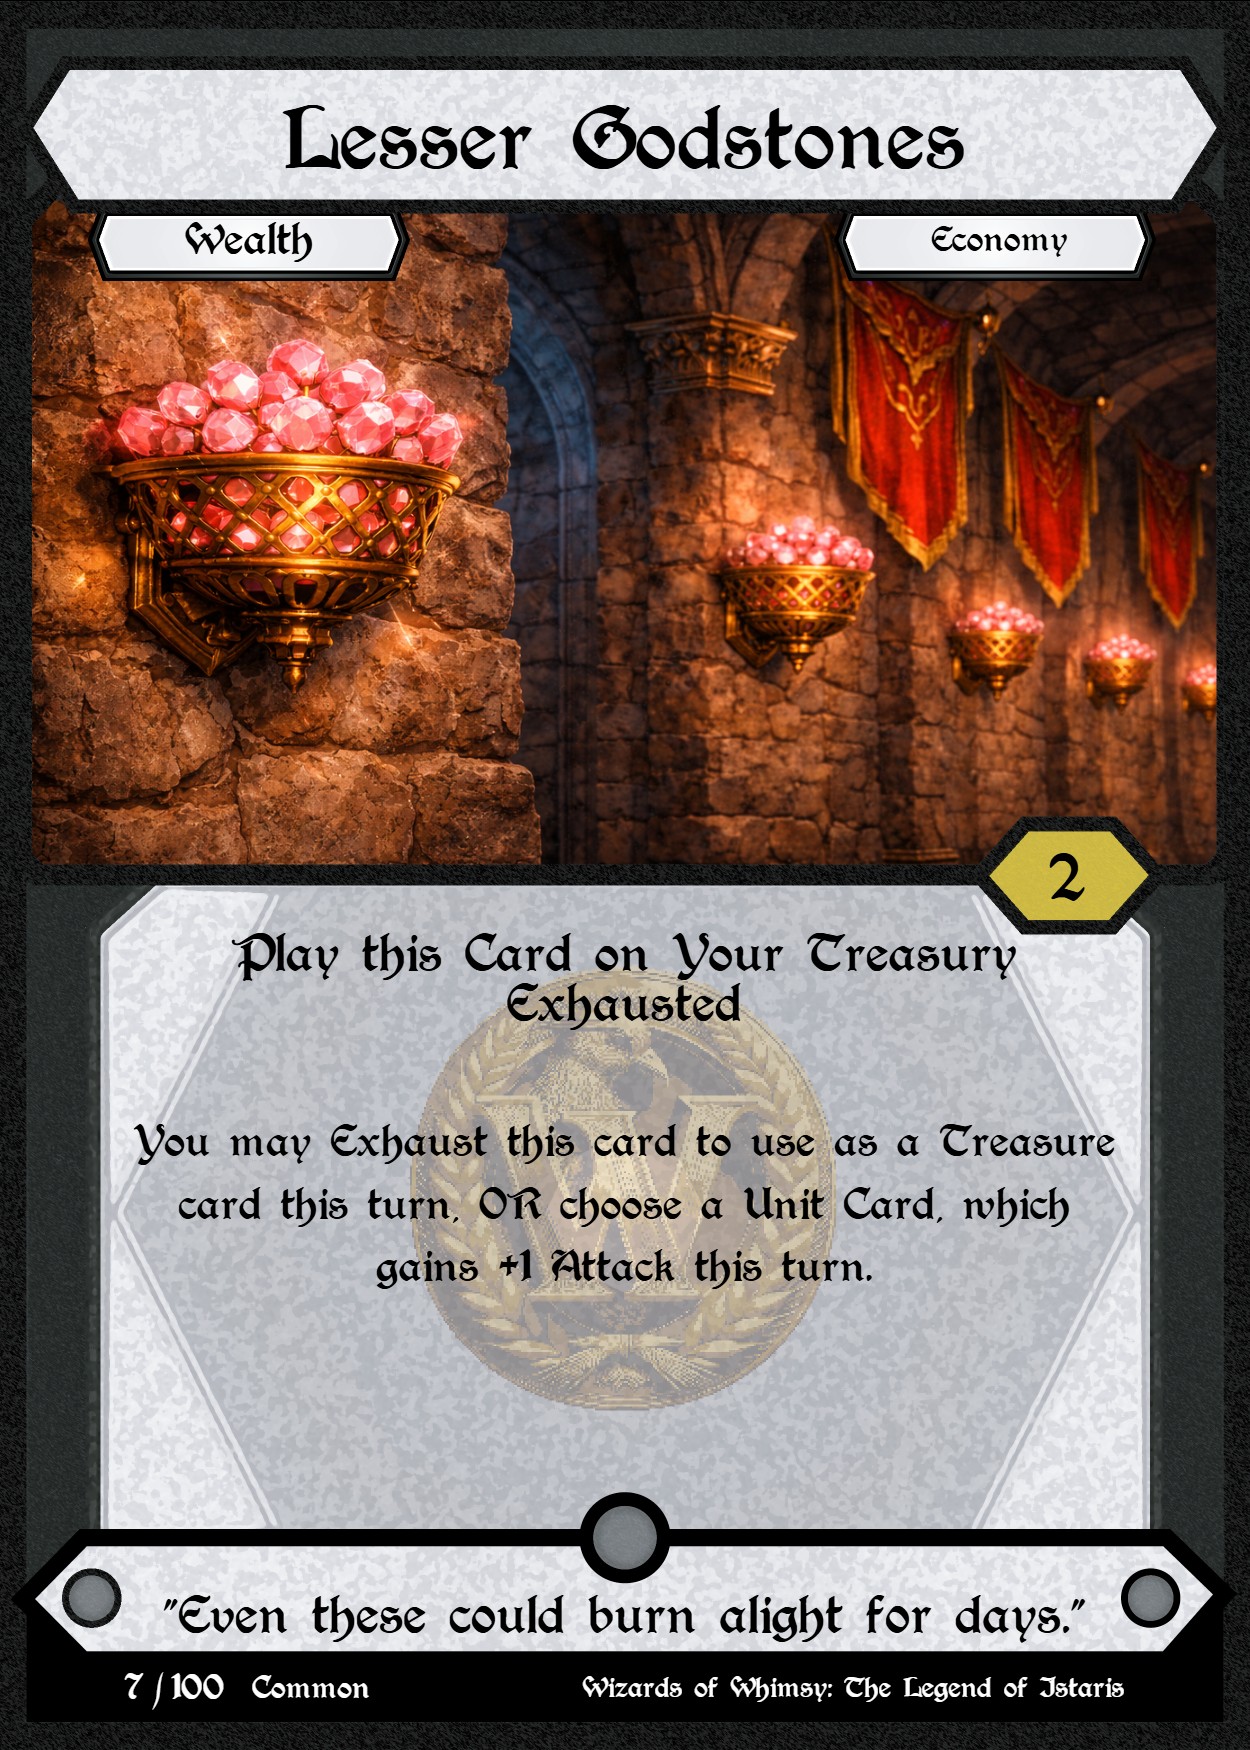 Lesser Godstones
Wealth
Economy
2
Play this Card on Your Treasury
Exhausted
You may Exhaust this card to use as a Treasure
card this turn, OR choose a Unit Card, which
gains +1 Attack this turn.
W
"Even these could burn alight for days."
7 / 100 Common
Wizards of Whimsy: The Legend of Istaris